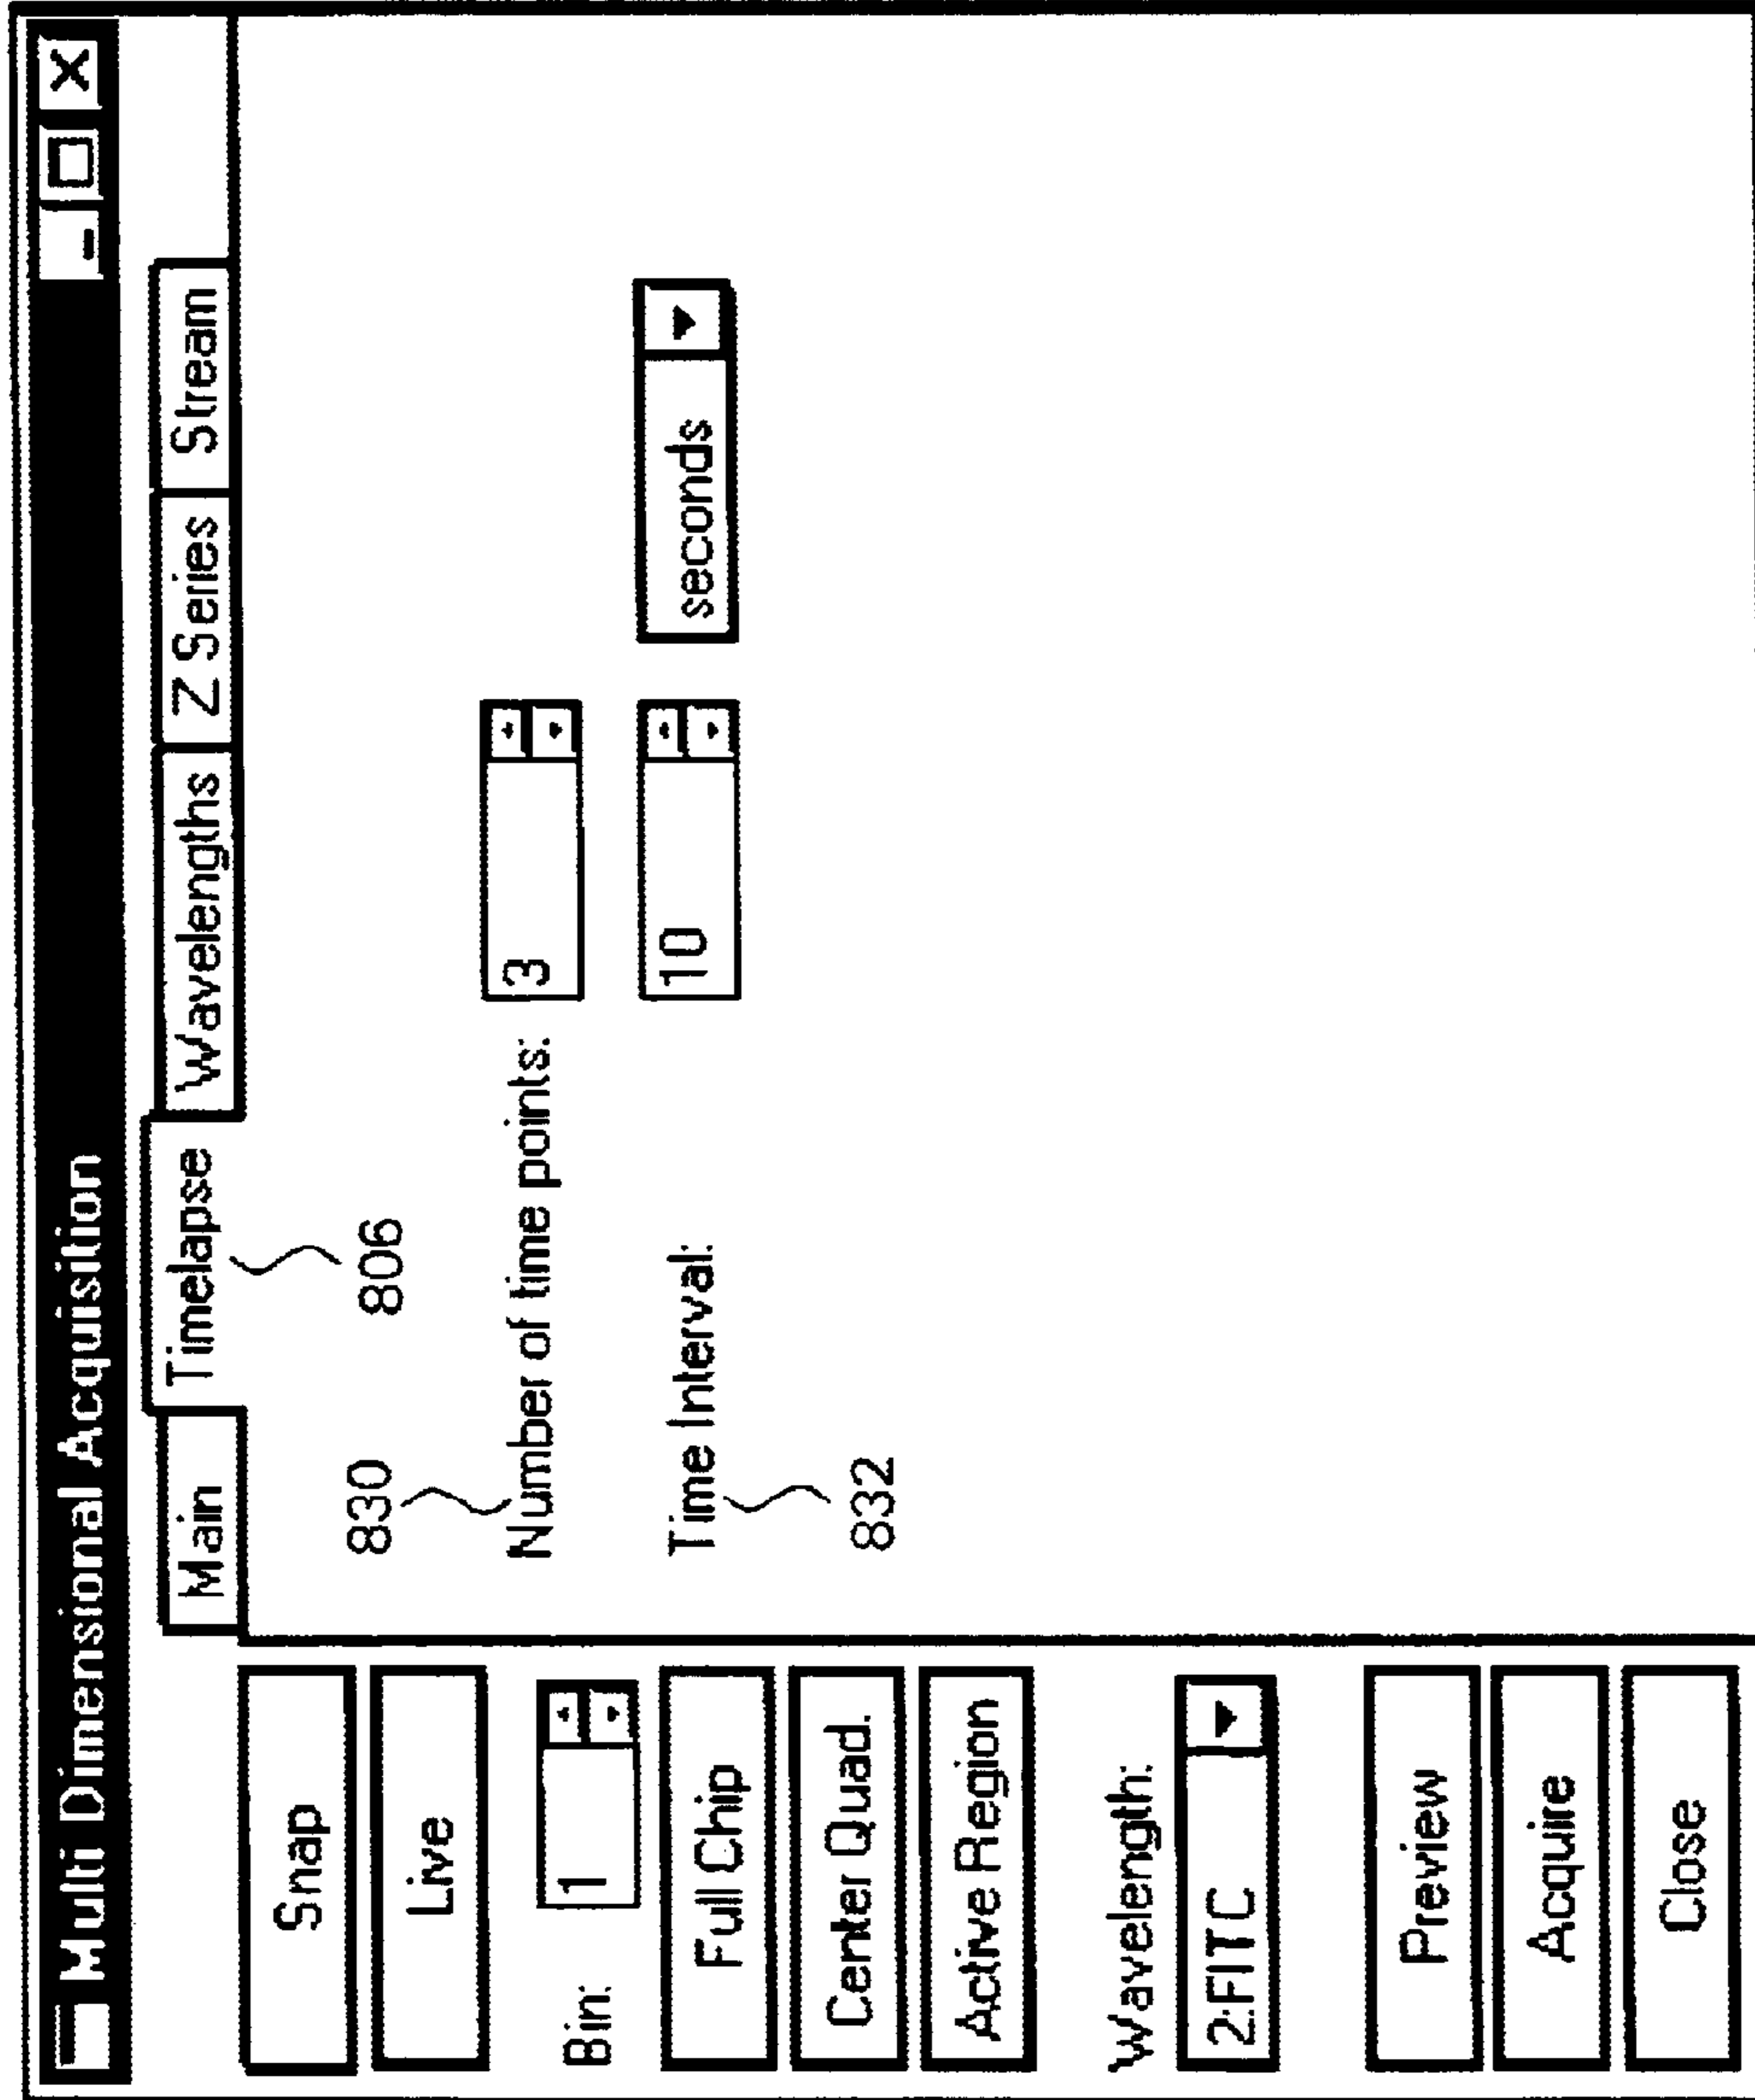 Multi Dimensional Acquisition
Main Timelapse Wavelengths Z Series Stream
Snap
Live
Bin: 1
Full Chip
Center Quad.
Active Region
Wavelength:
2:FITC
Preview
Acquire
Close
806
830
Number of time points: 3
Time Interval: 10 seconds
832